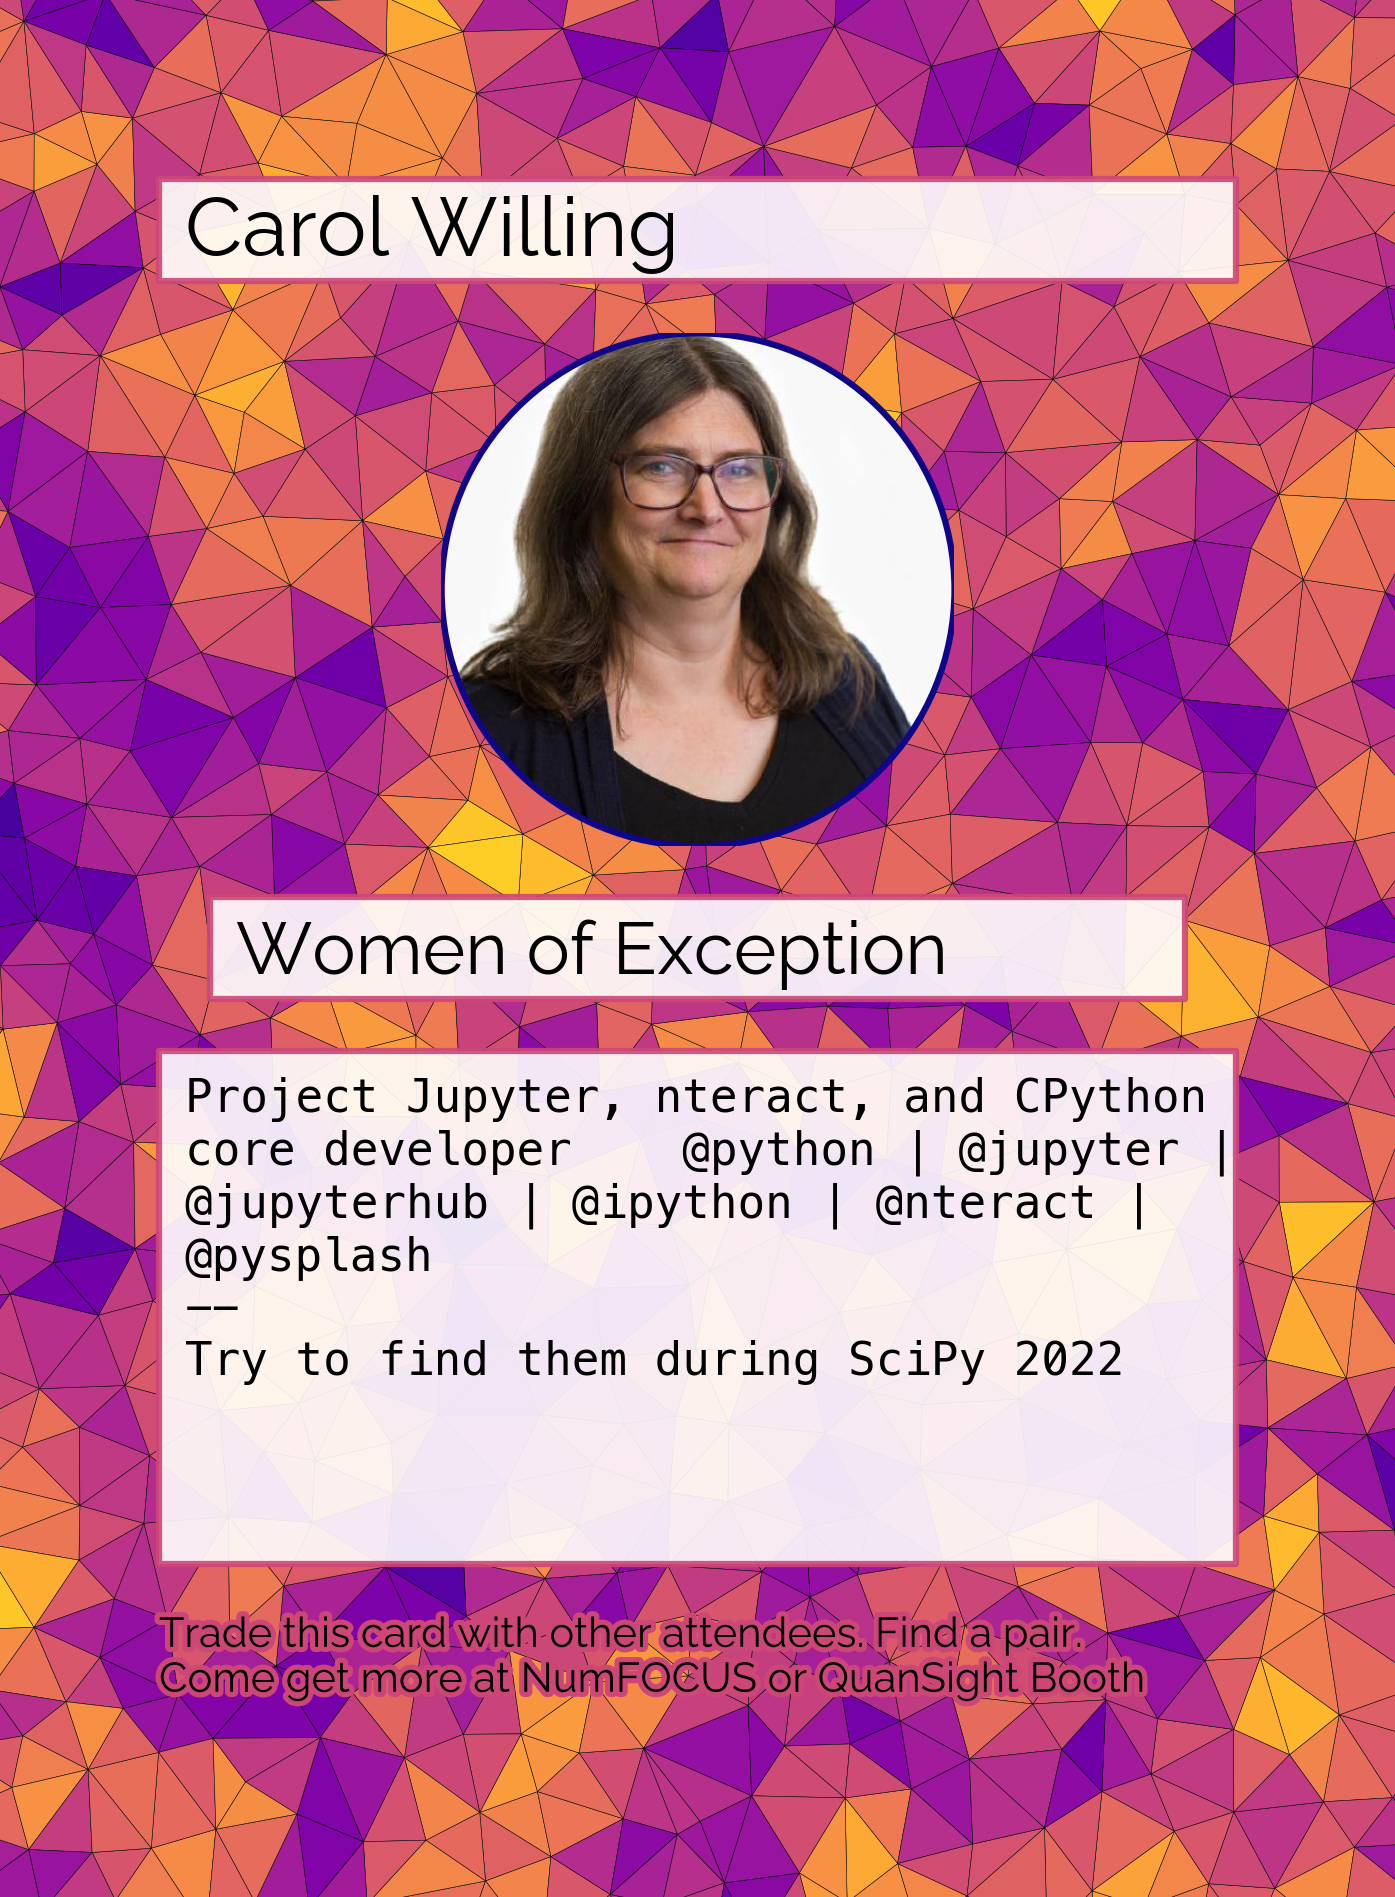 Carol Willing
Women of Exception
Project Jupyter, nteract, and CPython
core developer    @python | @jupyter |
@jupyterhub | @ipython | @nteract |
@pysplash
--
Try to find them during SciPy 2022
Trade this card with other attendees. Find a pair.
Come get more at NumFOCUS or QuanSight Booth